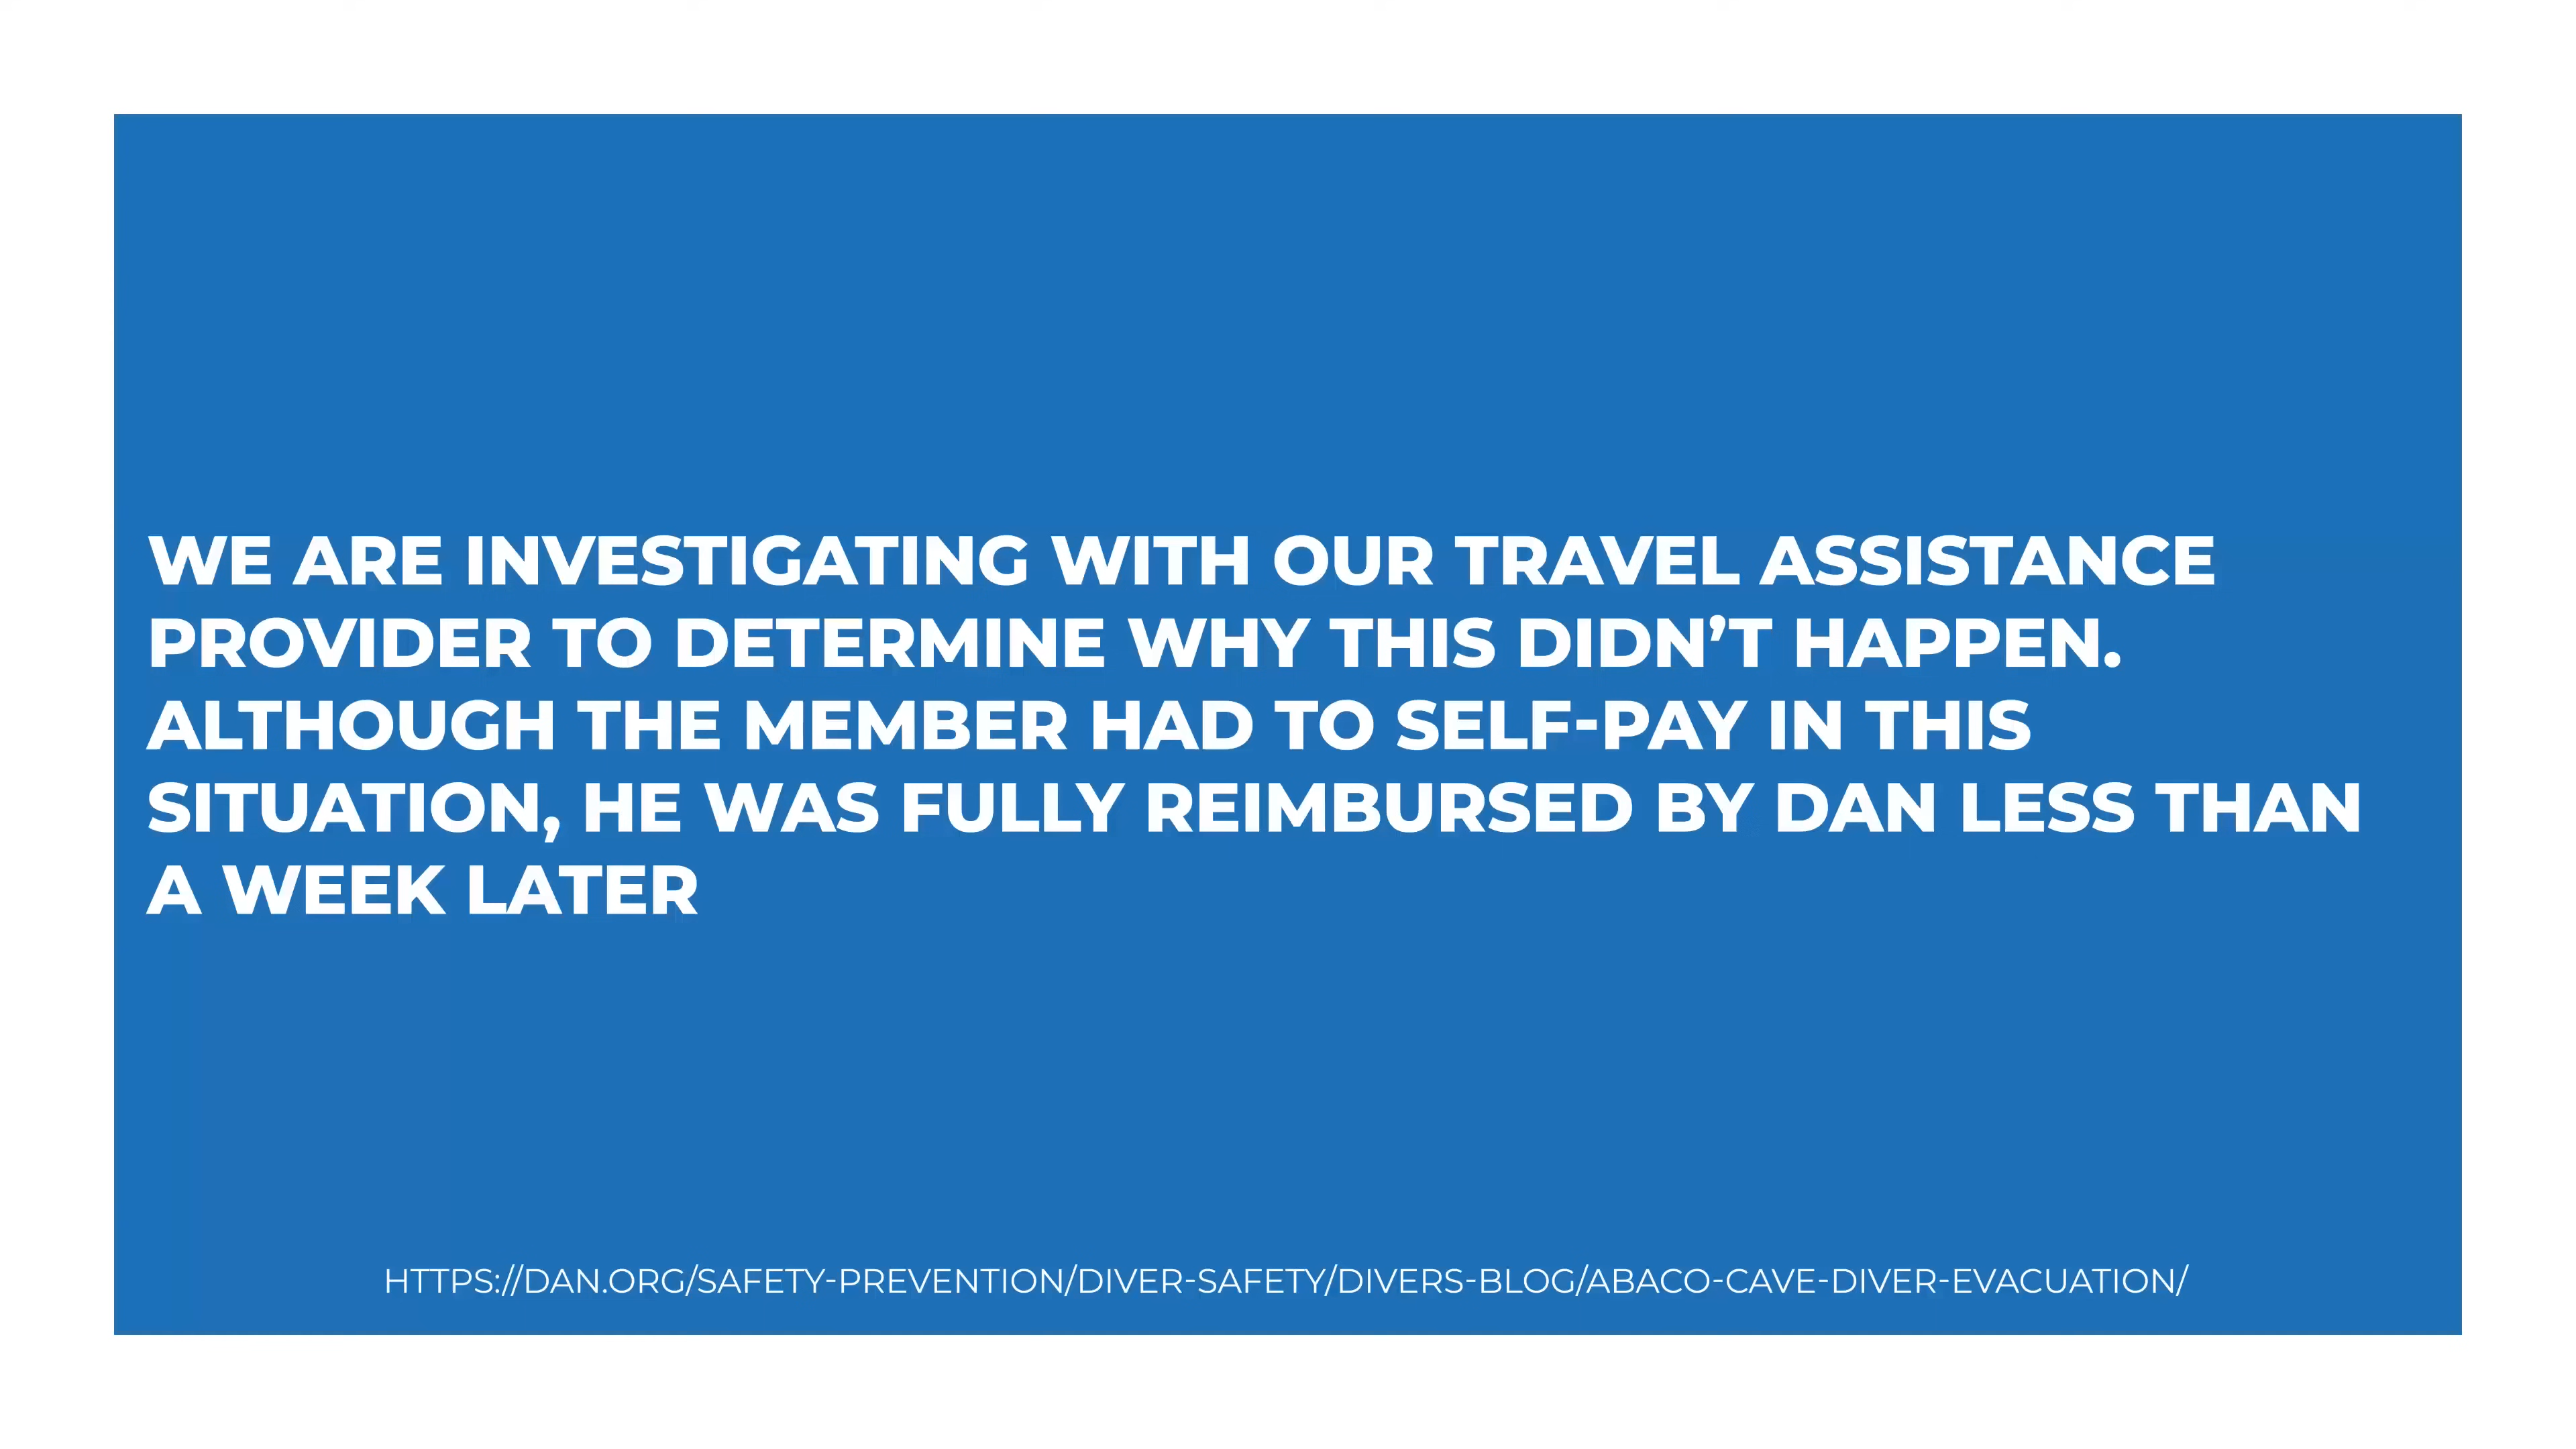 WE ARE INVESTIGATING WITH OUR TRAVEL ASSISTANCE
PROVIDER TO DETERMINE WHY THIS DIDN’T HAPPEN.
ALTHOUGH THE MEMBER HAD TO SELF-PAY IN THIS
SITUATION, HE WAS FULLY REIMBURSED BY DAN LESS THAN
A WEEK LATER
HTTPS://DAN.ORG/SAFETY-PREVENTION/DIVER-SAFETY/DIVERS-BLOG/ABACO-CAVE-DIVER-EVACUATION/